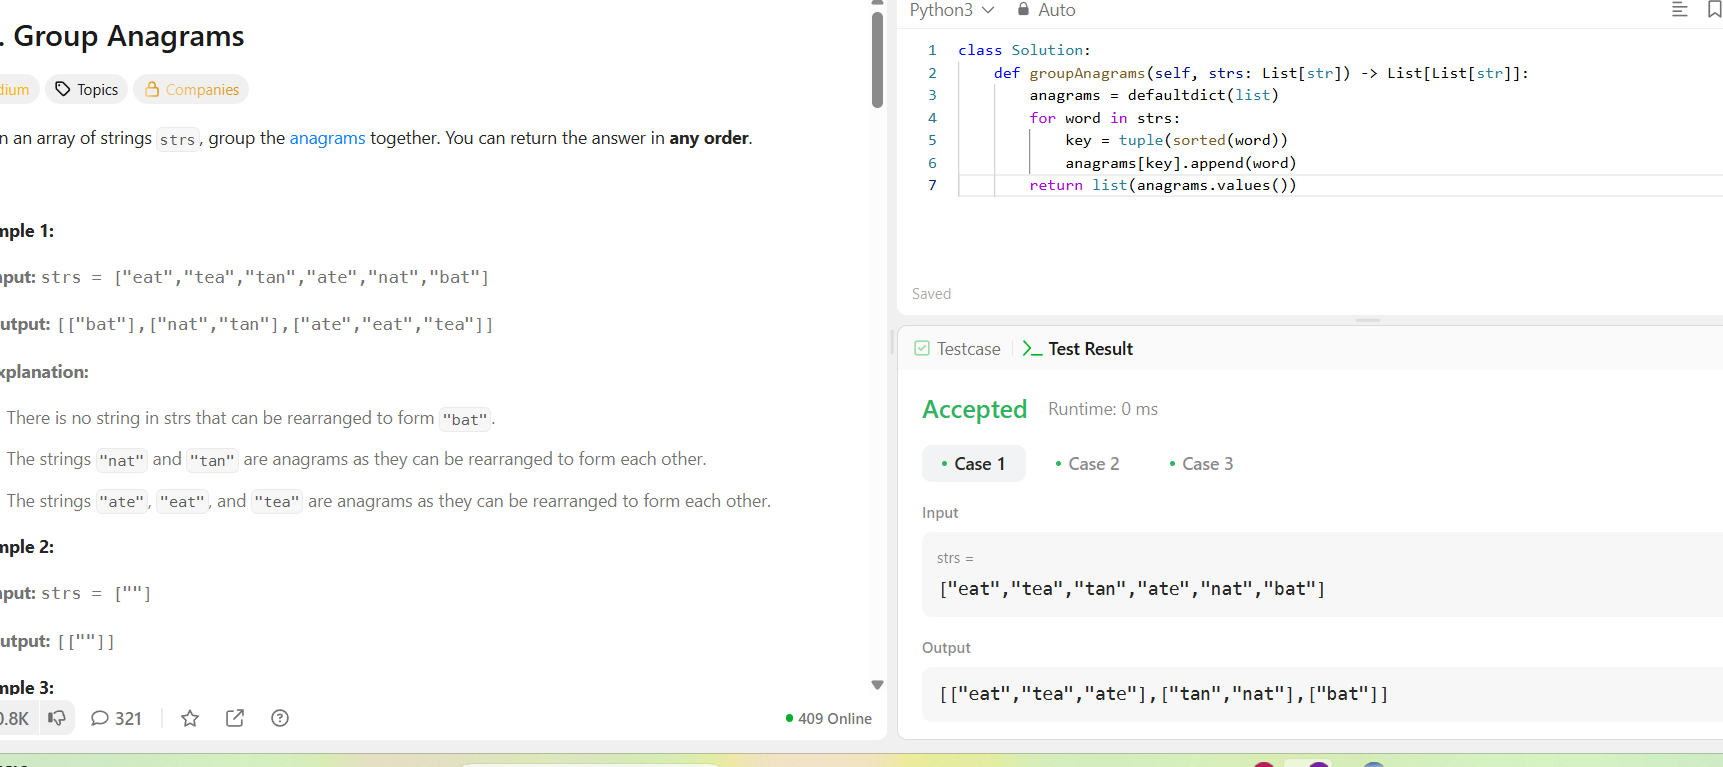 . Group Anagrams
dium Topics Companies
n an array of strings strs, group the anagrams together. You can return the answer in any order.
mple 1:
put: strs = ["eat","tea","tan","ate","nat","bat"]
utput: [["bat"],["nat","tan"],["ate","eat","tea"]]
xplanation:
There is no string in strs that can be rearranged to form "bat".
The strings "nat" and "tan" are anagrams as they can be rearranged to form each other.
The strings "ate", "eat", and "tea" are anagrams as they can be rearranged to form each other.
mple 2:
put: strs = [""]
utput: [[""]]
mple 3:
0.8K 321 409 Online
Python3 Auto
1 class Solution:
2 def groupAnagrams(self, strs: List[str]) -> List[List[str]]:
3 anagrams = defaultdict(list)
4 for word in strs:
5 key = tuple(sorted(word))
6 anagrams[key].append(word)
7 return list(anagrams.values())
Saved
Testcase >_ Test Result
Accepted Runtime: 0 ms
• Case 1 • Case 2 • Case 3
Input
strs =
["eat","tea","tan","ate","nat","bat"]
Output
[["eat","tea","ate"],["tan","nat"],["bat"]]